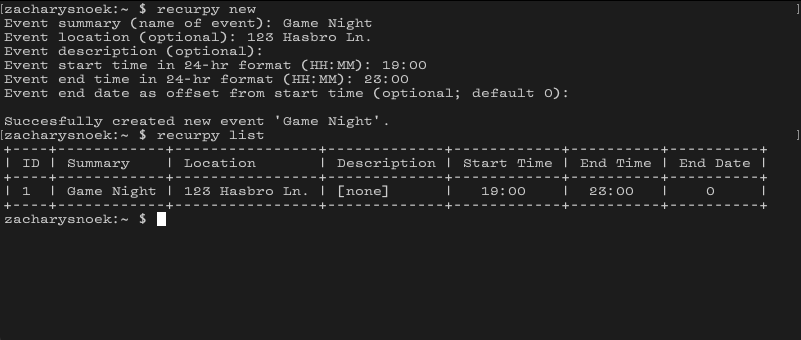 [zacharysnoek:~ $ recurpy new ]
Event summary (name of event): Game Night
Event location (optional): 123 Hasbro Ln.
Event description (optional):
Event start time in 24-hr format (HH:MM): 19:00
Event end time in 24-hr format (HH:MM): 23:00
Event end date as offset from start time (optional; default 0):
Succesfully created new event 'Game Night'.
[zacharysnoek:~ $ recurpy list ]
+----+------------+----------------+-------------+------------+----------+----------+
| ID | Summary    | Location       | Description | Start Time | End Time | End Date |
+----+------------+----------------+-------------+------------+----------+----------+
| 1  | Game Night | 123 Hasbro Ln. | [none]      |   19:00    |  23:00   |    0     |
+----+------------+----------------+-------------+------------+----------+----------+
zacharysnoek:~ $